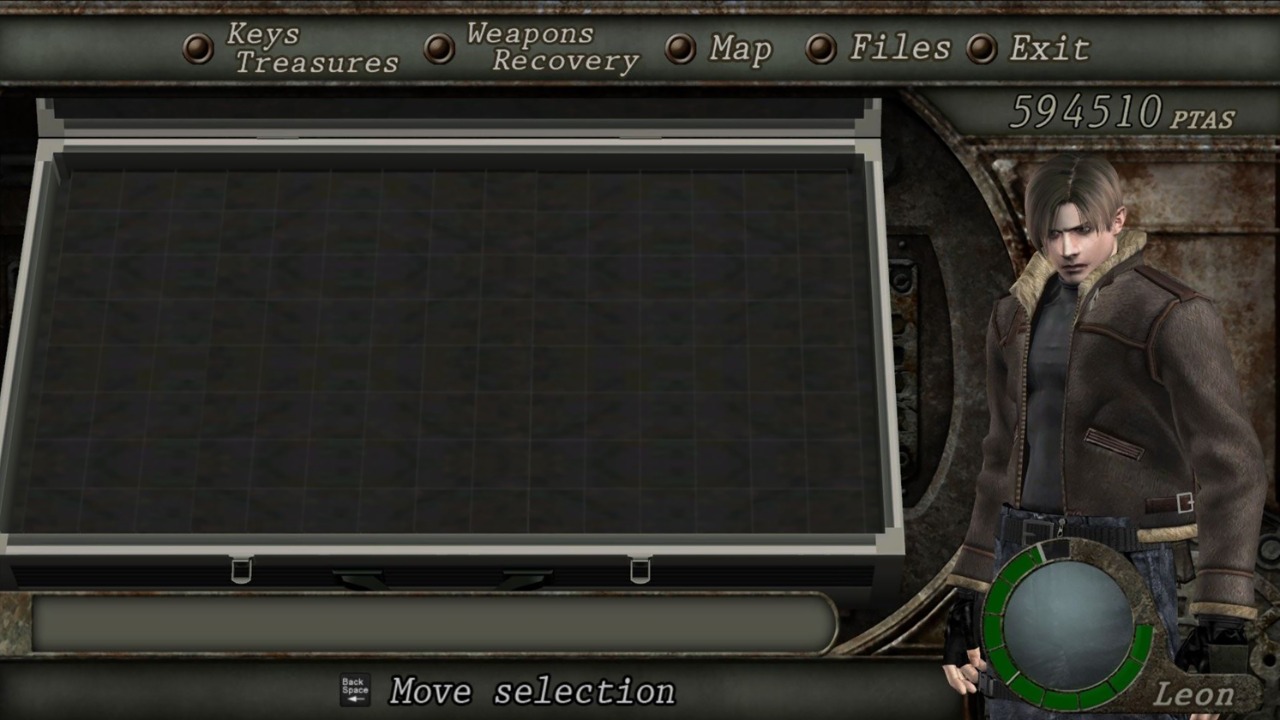 Keys
Treasures
Weapons
Recovery
Map
Files
Exit
594510 PTAS
Back
Space
Move selection
Leon